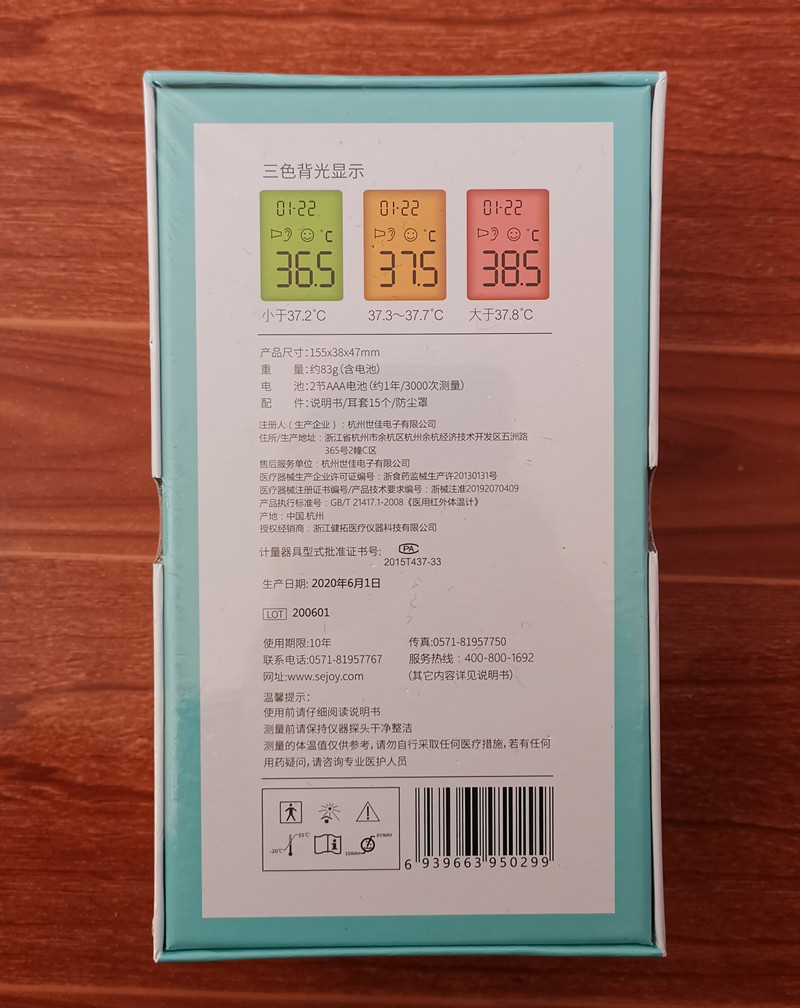 三色背光显示
01-22 01-22 01-22
°C °C °C
36.5 37.5 38.5
小于37.2°C 37.3～37.7°C 大于37.8°C
产品尺寸:155x38x47mm
重 量:约83g(含电池)
电 池:2节AAA电池(约1年/3000次测量)
配 件:说明书/耳套15个/防尘罩
注册人(生产企业):杭州世佳电子有限公司
住所/生产地址:浙江省杭州市余杭区杭州余杭经济技术开发区五洲路
365号2幢C区
售后服务单位:杭州世佳电子有限公司
医疗器械生产企业许可证编号:浙食药监械生产许20130131号
医疗器械注册证书编号/产品技术要求编号:浙械注准20192070409
产品执行标准号:GB/T 21417.1-2008《医用红外体温计》
产地:中国.杭州
授权经销商:浙江健拓医疗仪器科技有限公司
计量器具型式批准证书号: PA
2015T437-33
生产日期: 2020年6月1日
LOT 200601
使用期限:10年 传真:0571-81957750
联系电话:0571-81957767 服务热线:400-800-1692
网址:www.sejoy.com (其它内容详见说明书)
温馨提示:
使用前请仔细阅读说明书
测量前请保持仪器探头干净整洁
测量的体温值仅供参考,请勿自行采取任何医疗措施,若有任何
用药疑问,请咨询专业医护人员
-20°C 55°C 15%RH 85%RH
6 939663 950299